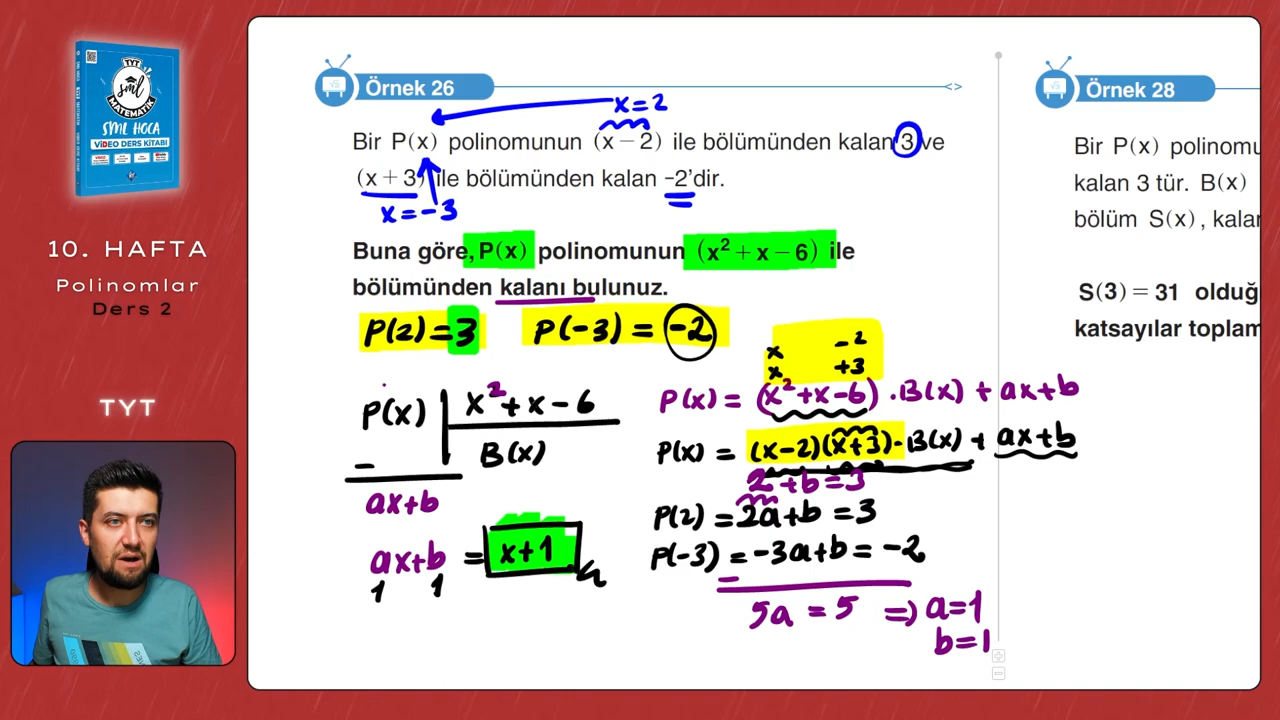 TYT
sml
MATEMATİK
SML HOCA
VİDEO DERS KİTABI
10. HAFTA
Polinomlar
Ders 2
TYT
Örnek 26
x=2
Bir P(x) polinomunun (x − 2) ile bölümünden kalan 3 ve
(x + 3) ile bölümünden kalan -2'dir.
x=-3
Buna göre, P(x) polinomunun (x² + x − 6) ile
bölümünden kalanı bulunuz.
P(2)=3 P(-3) = -2
P(x) x²+x-6
B(x)
ax+b
ax+b = x+1
1 1
x -2
x +3
P(x) = (x²+x-6).B(x) + ax+b
P(x) = (x-2)(x+3).B(x) + ax+b
2+b=3
P(2) = 2a+b = 3
P(-3) = -3a+b = -2
5a = 5 => a=1
b=1
Örnek 28
Bir P(x) polinomu
kalan 3 tür. B(x)
bölüm S(x), kalan
S(3) = 31 olduğ
katsayılar toplam